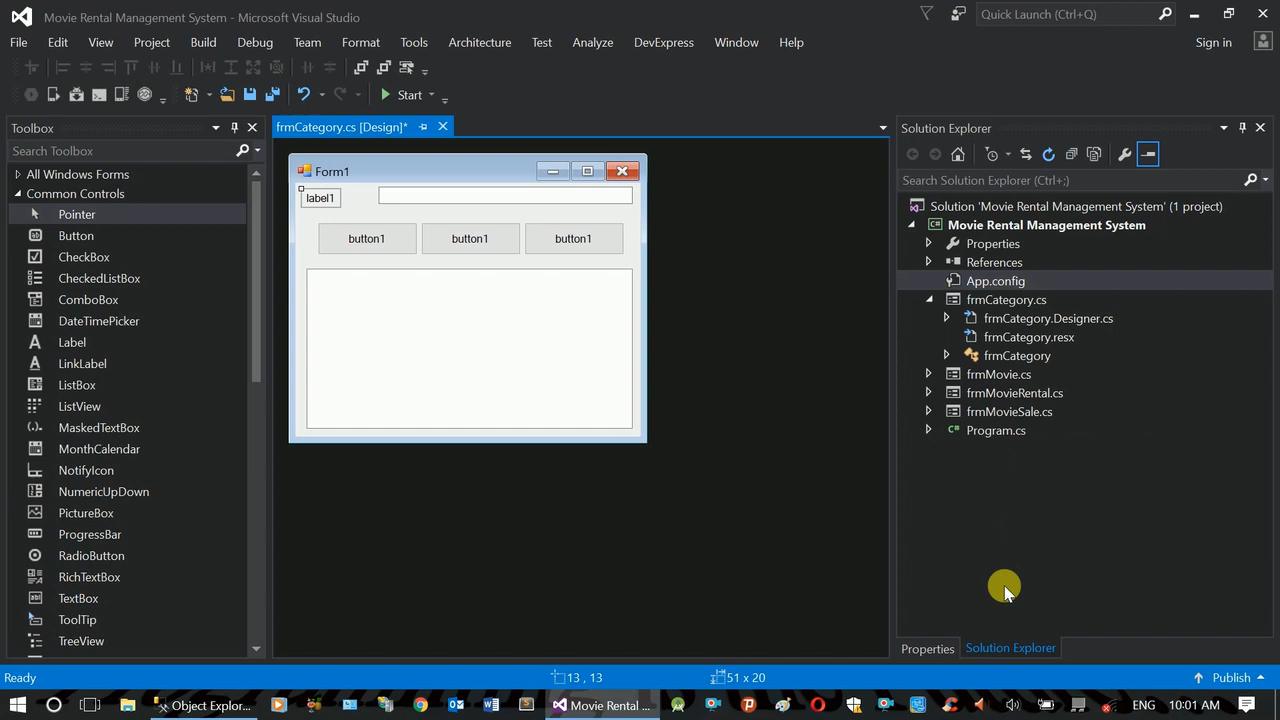 Movie Rental Management System - Microsoft Visual Studio
Quick Launch (Ctrl+Q)
File Edit View Project Build Debug Team Format Tools Architecture Test Analyze DevExpress Window Help
Sign in
Start
Toolbox
Search Toolbox
All Windows Forms
Common Controls
Pointer
Button
CheckBox
CheckedListBox
ComboBox
DateTimePicker
Label
LinkLabel
ListBox
ListView
MaskedTextBox
MonthCalendar
NotifyIcon
NumericUpDown
PictureBox
ProgressBar
RadioButton
RichTextBox
TextBox
ToolTip
TreeView
frmCategory.cs [Design]*
Form1
label1
button1 button1 button1
Solution Explorer
Search Solution Explorer (Ctrl+;)
Solution 'Movie Rental Management System' (1 project)
Movie Rental Management System
Properties
References
App.config
frmCategory.cs
frmCategory.Designer.cs
frmCategory.resx
frmCategory
frmMovie.cs
frmMovieRental.cs
frmMovieSale.cs
Program.cs
Properties Solution Explorer
Ready
13 , 13
51 x 20
Publish
Object Explor...
Movie Rental ...
ENG 10:01 AM